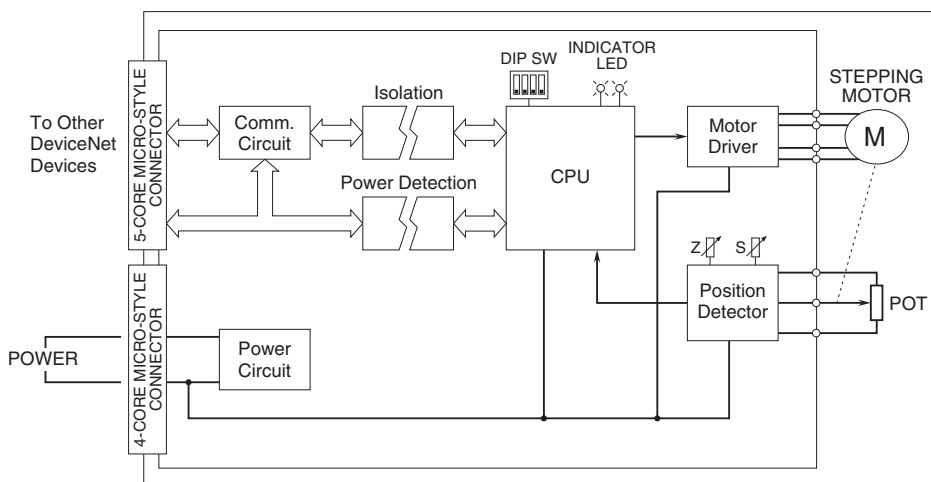 DIP SW
INDICATOR
LED
STEPPING
MOTOR
To Other
DeviceNet
Devices
5-CORE MICRO-STYLE
CONNECTOR
Comm.
Circuit
Isolation
Power Detection
CPU
Motor
Driver
M
Z
S
Position
Detector
POT
POWER
4-CORE MICRO-STYLE
CONNECTOR
Power
Circuit